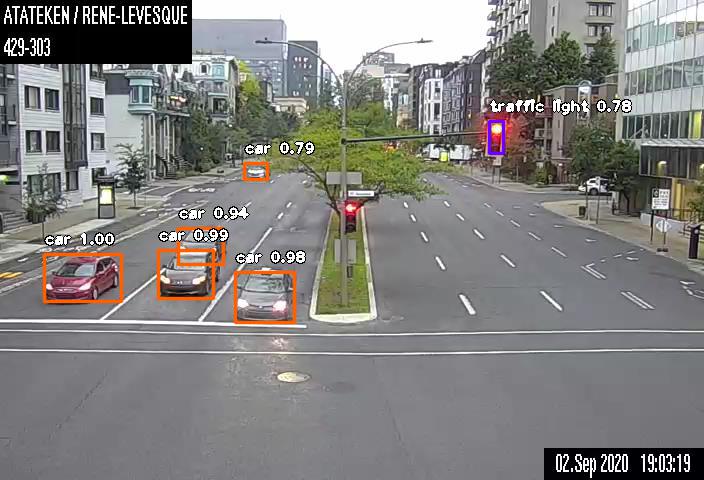 ATATEKEN / RENE-LEVESQUE
429-303
traffic light 0.78
car 0.79
car 0.94
car 0.99
car 1.00
car 0.98
02.Sep 2020 19:03:19